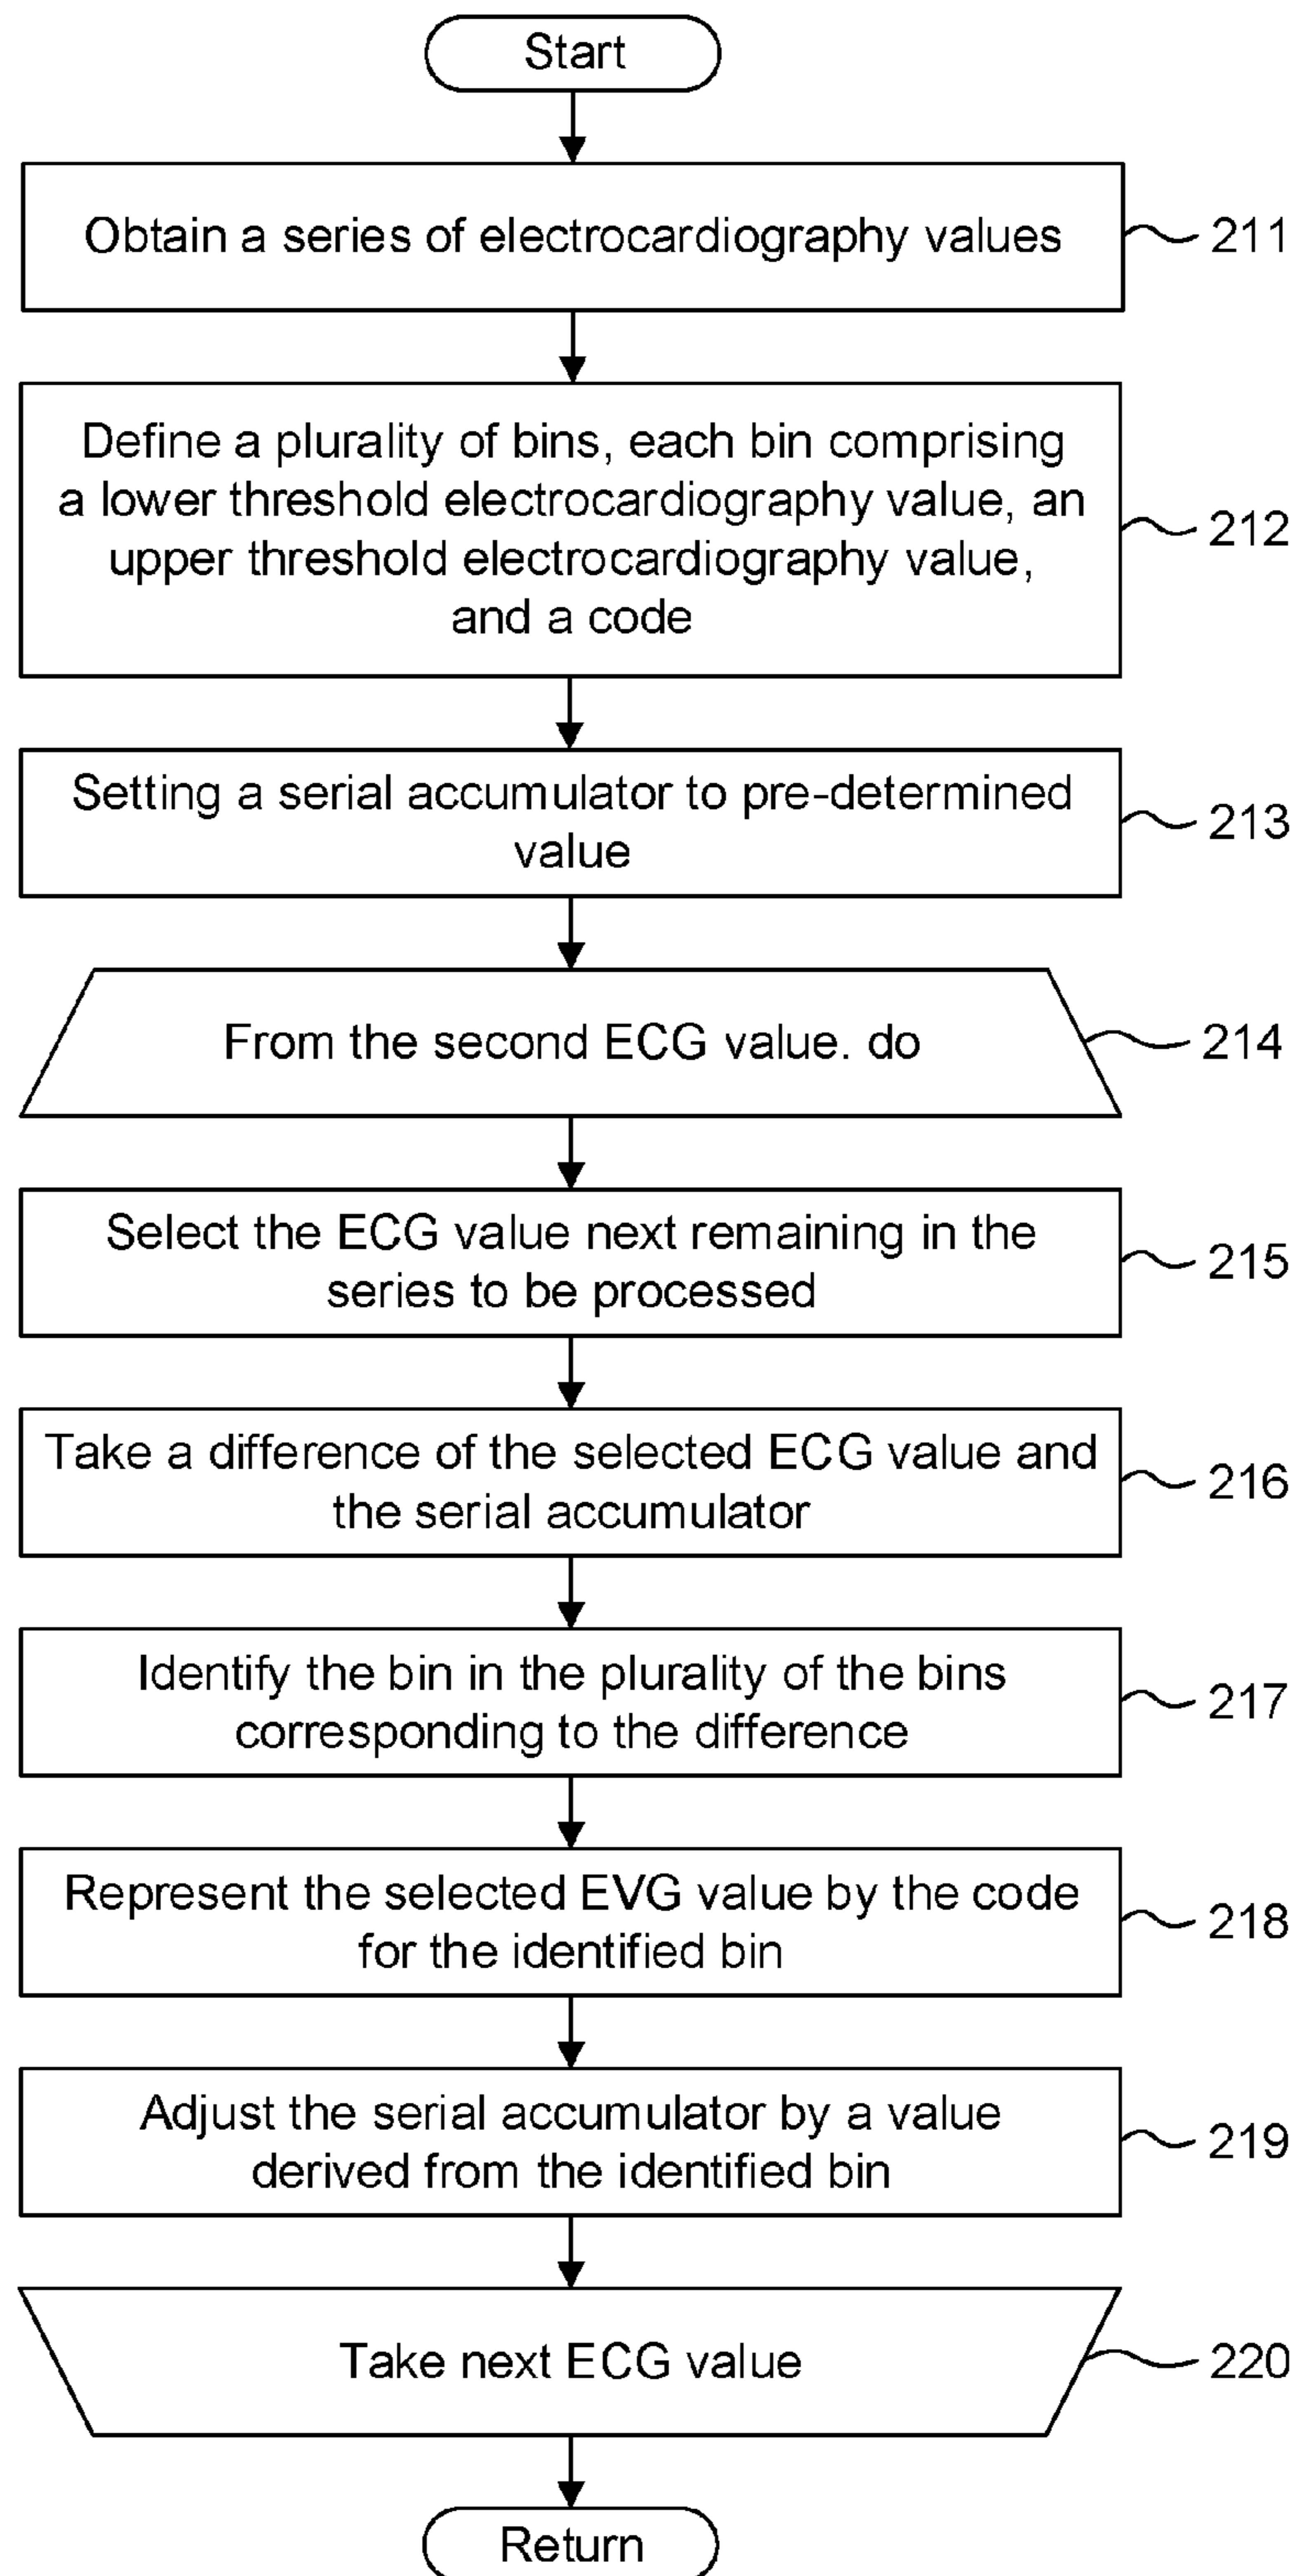 Start
Obtain a series of electrocardiography values
211
Define a plurality of bins, each bin comprising
a lower threshold electrocardiography value, an
upper threshold electrocardiography value,
and a code
212
Setting a serial accumulator to pre-determined
value
213
From the second ECG value. do
214
Select the ECG value next remaining in the
series to be processed
215
Take a difference of the selected ECG value and
the serial accumulator
216
Identify the bin in the plurality of the bins
corresponding to the difference
217
Represent the selected EVG value by the code
for the identified bin
218
Adjust the serial accumulator by a value
derived from the identified bin
219
Take next ECG value
220
Return